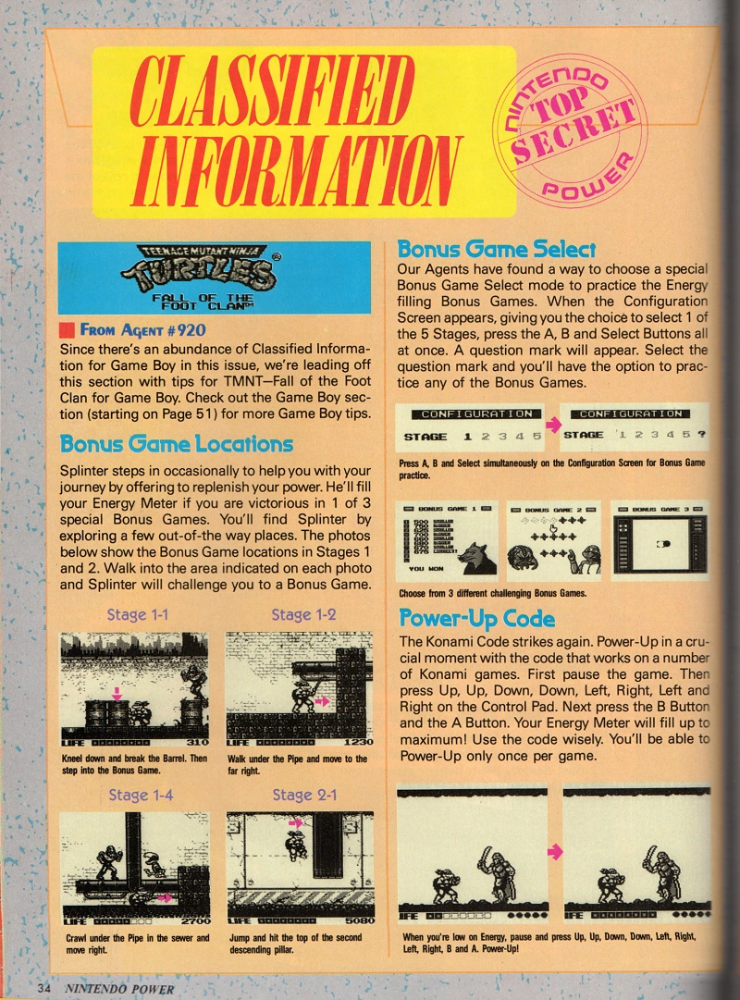 CLASSIFIED
INFORMATION
NINTENDO
TOP
SECRET
POWER
TEENAGE MUTANT NINJA
TURTLES®
FALL OF THE
FOOT CLAN™
FROM AGENT #920
Since there's an abundance of Classified Informa-
tion for Game Boy in this issue, we're leading off
this section with tips for TMNT—Fall of the Foot
Clan for Game Boy. Check out the Game Boy sec-
tion (starting on Page 51) for more Game Boy tips.
Bonus Game Locations
Splinter steps in occasionally to help you with your
journey by offering to replenish your power. He'll fill
your Energy Meter if you are victorious in 1 of 3
special Bonus Games. You'll find Splinter by
exploring a few out-of-the way places. The photos
below show the Bonus Game locations in Stages 1
and 2. Walk into the area indicated on each photo
and Splinter will challenge you to a Bonus Game.
Stage 1-1
LIFE 310
Kneel down and break the Barrel. Then
step into the Bonus Game.
Stage 1-2
LIFE 1230
Walk under the Pipe and move to the
far right.
Stage 1-4
LIFE 2700
Crawl under the Pipe in the sewer and
move right.
Stage 2-1
LIFE 5080
Jump and hit the top of the second
descending pillar.
Bonus Game Select
Our Agents have found a way to choose a special
Bonus Game Select mode to practice the Energy
filling Bonus Games. When the Configuration
Screen appears, giving you the choice to select 1 of
the 5 Stages, press the A, B and Select Buttons all
at once. A question mark will appear. Select the
question mark and you'll have the option to prac-
tice any of the Bonus Games.
CONFIGURATION
STAGE 1 2 3 4 5
CONFIGURATION
STAGE 1 2 3 4 5 ?
Press A, B and Select simultaneously on the Configuration Screen for Bonus Game
practice.
BONUS GAME 1
YOU WON
BONUS GAME 2
BONUS GAME 3
Choose from 3 different challenging Bonus Games.
Power-Up Code
The Konami Code strikes again. Power-Up in a cru-
cial moment with the code that works on a number
of Konami games. First pause the game. Then
press Up, Up, Down, Down, Left, Right, Left and
Right on the Control Pad. Next press the B Button
and the A Button. Your Energy Meter will fill up to
maximum! Use the code wisely. You'll be able to
Power-Up only once per game.
When you're low on Energy, pause and press Up, Up, Down, Down, Left, Right,
Left, Right, B and A. Power-Up!
34 NINTENDO POWER